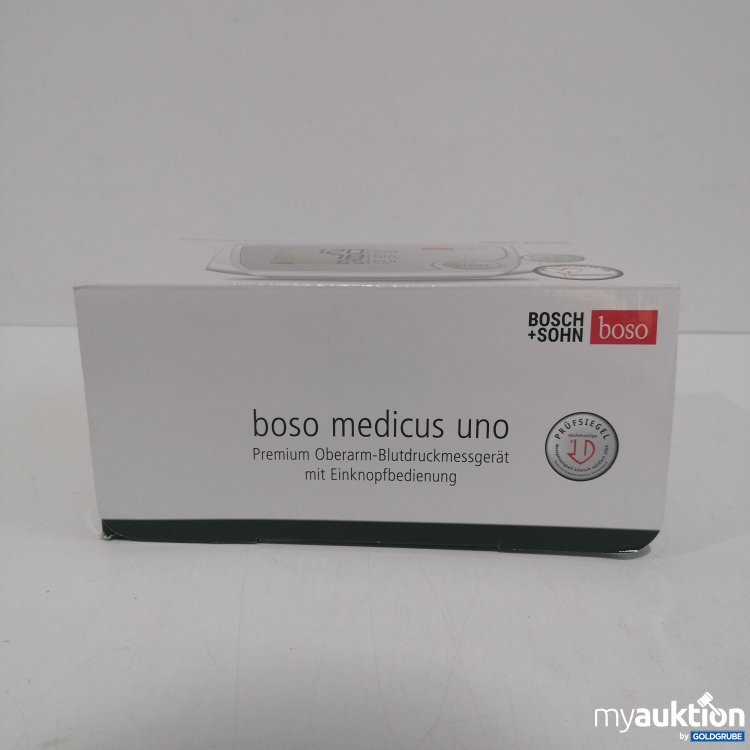 BOSCH
+SOHN
boso
boso medicus uno
Premium Oberarm-Blutdruckmessgerät
mit Einknopfbedienung
PRÜFSIEGEL
myauktion
by GOLDGRUBE